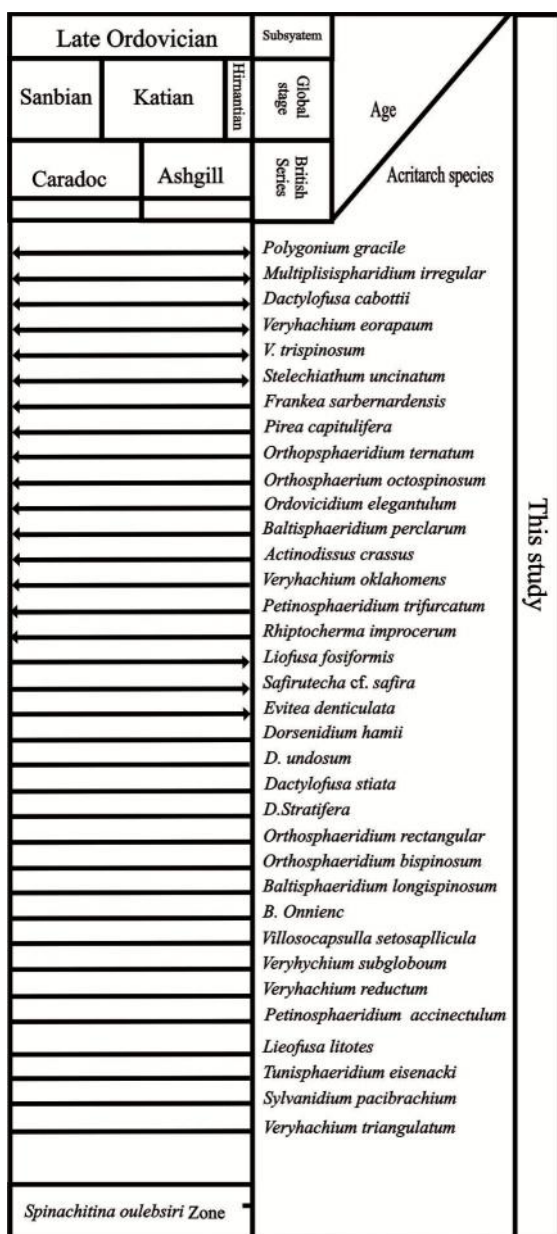 Late Ordovician
Subsyatem
Sanbian
Katian
Hirnantian
Global stage
Age
Caradoc
Ashgill
British Series
Acritarch species
Polygonium gracile
Multiplisispharidium irregular
Dactylofusa cabottii
Veryhachium eorapaum
V. trispinosum
Stelechiathum uncinatum
Frankea sarbernardensis
Pirea capitulifera
Orthopsphaeridium ternatum
Orthosphaerium octospinosum
Ordovicidium elegantulum
Baltisphaeridium perclarum
Actinodissus crassus
Veryhachium oklahomens
Petinosphaeridium trifurcatum
Rhiptocherma improcerum
Liofusa fosiformis
Safirutecha cf. safira
Evitea denticulata
Dorsenidium hamii
D. undosum
Dactylofusa stiata
D.Stratifera
Orthosphaeridium rectangular
Orthosphaeridium bispinosum
Baltisphaeridium longispinosum
B. Onnienc
Villosocapsulla setosapllicula
Veryhychium subgloboum
Veryhachium reductum
Petinosphaeridium accinectulum
Lieofusa litotes
Tunisphaeridium eisenacki
Sylvanidium pacibrachium
Veryhachium triangulatum
Spinachitina oulebsiri Zone
This study